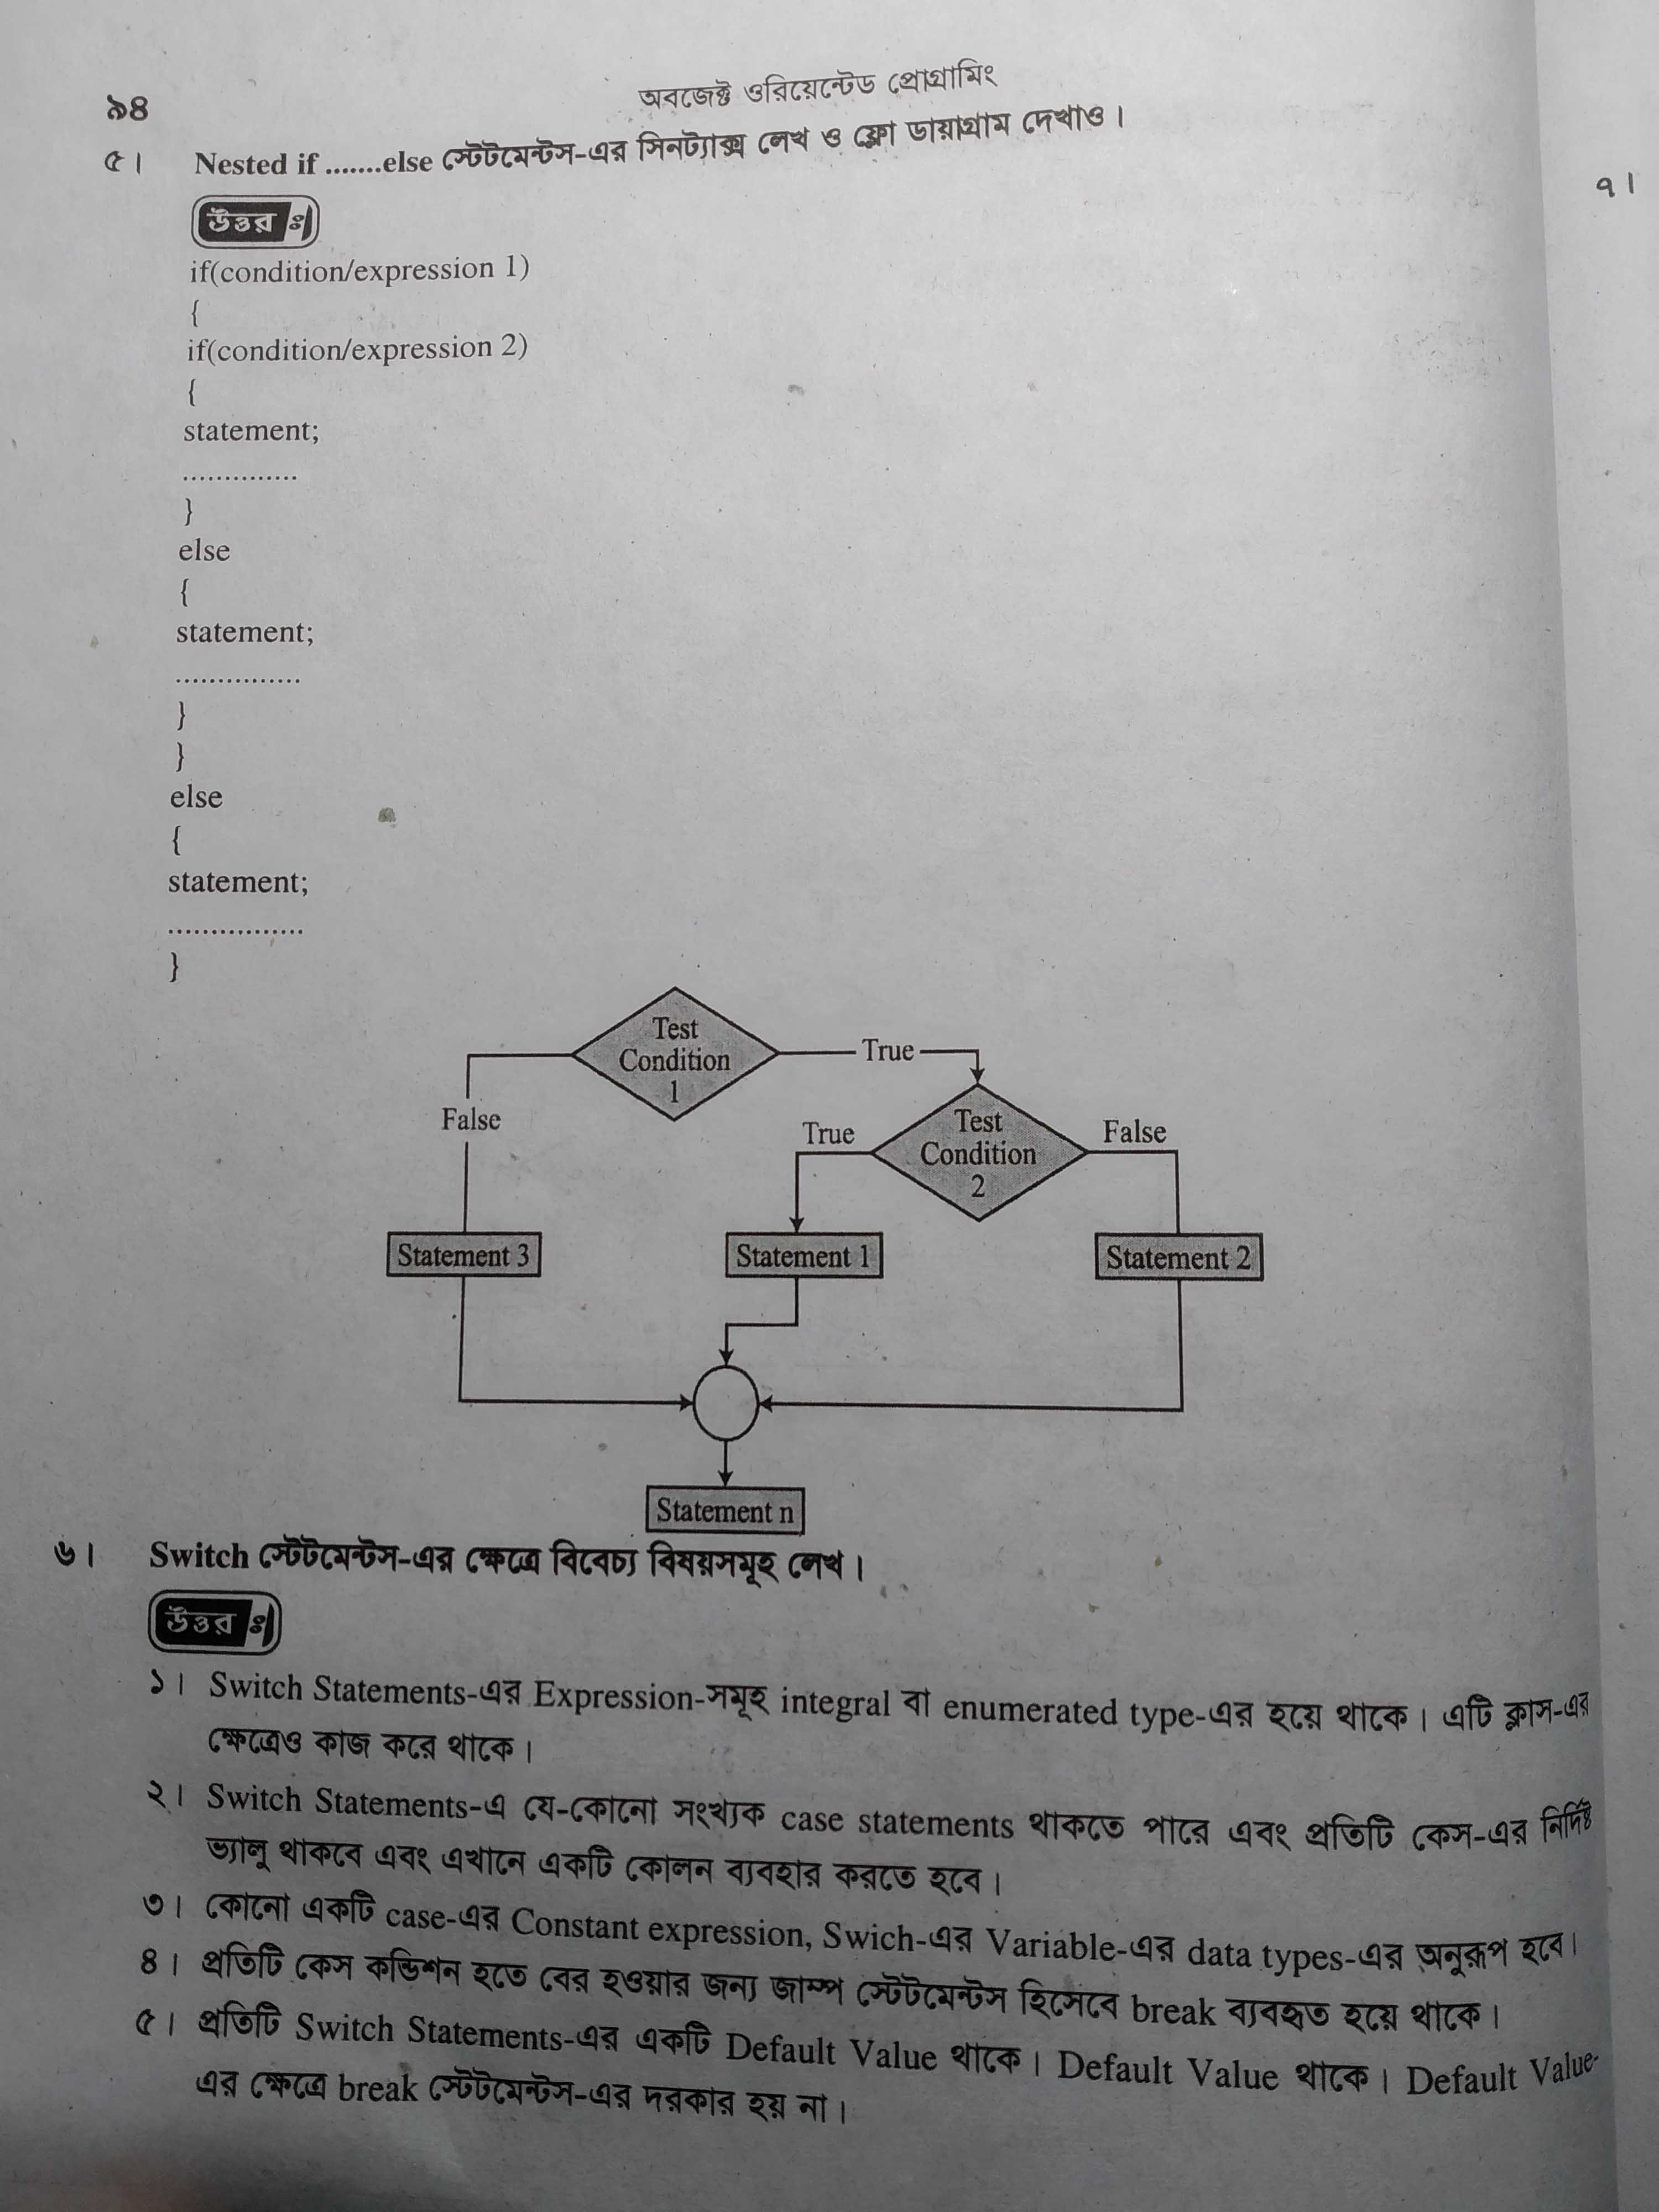 ৯৪
অবজেক্ট ওরিয়েন্টেড প্রোগ্রামিং
৫। Nested if .......else স্টেটমেন্টস-এর সিনট্যাক্স লেখ ও ফ্লো ডায়াগ্রাম দেখাও।
৭।
উত্তর ঃ
if(condition/expression 1)
{
if(condition/expression 2)
{
statement;
..............
}
else
{
statement;
...............
}
}
else
{
statement;
................
}
Test
Condition
1
True
False
Test
Condition
2
True
False
Statement 3
Statement 1
Statement 2
Statement n
৬। Switch স্টেটমেন্টস-এর ক্ষেত্রে বিবেচ্য বিষয়সমূহ লেখ।
উত্তর ঃ
১। Switch Statements-এর Expression-সমূহ integral বা enumerated type-এর হয়ে থাকে। এটি ক্লাস-এর
ক্ষেত্রেও কাজ করে থাকে।
২। Switch Statements-এ যে-কোনো সংখ্যক case statements থাকতে পারে এবং প্রতিটি কেস-এর নির্দিষ্ট
ভ্যালু থাকবে এবং এখানে একটি কোলন ব্যবহার করতে হবে।
৩। কোনো একটি case-এর Constant expression, Swich-এর Variable-এর data types-এর অনুরূপ হবে।
৪। প্রতিটি কেস কন্ডিশন হতে বের হওয়ার জন্য জাম্প স্টেটমেন্টস হিসেবে break ব্যবহৃত হয়ে থাকে।
৫। প্রতিটি Switch Statements-এর একটি Default Value থাকে। Default Value থাকে। Default Value-
এর ক্ষেত্রে break স্টেটমেন্টস-এর দরকার হয় না।